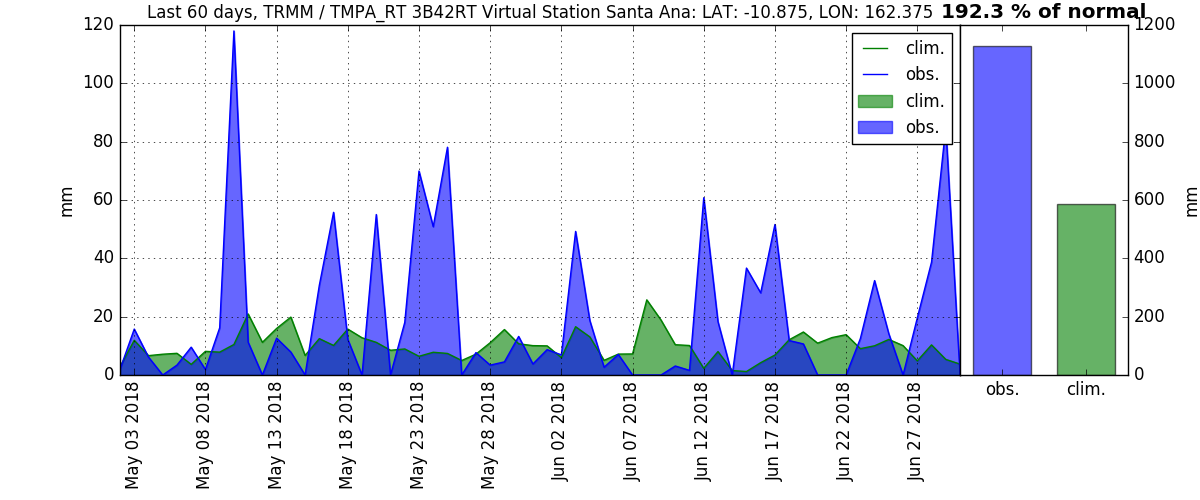 Last 60 days, TRMM / TMPA_RT 3B42RT Virtual Station Santa Ana: LAT: -10.875, LON: 162.375 192.3 % of normal
120
100
80
60
40
20
0
mm
clim.
obs.
clim.
obs.
1200
1000
800
600
400
200
0
mm
May 03 2018
May 08 2018
May 13 2018
May 18 2018
May 23 2018
May 28 2018
Jun 02 2018
Jun 07 2018
Jun 12 2018
Jun 17 2018
Jun 22 2018
Jun 27 2018
obs.
clim.